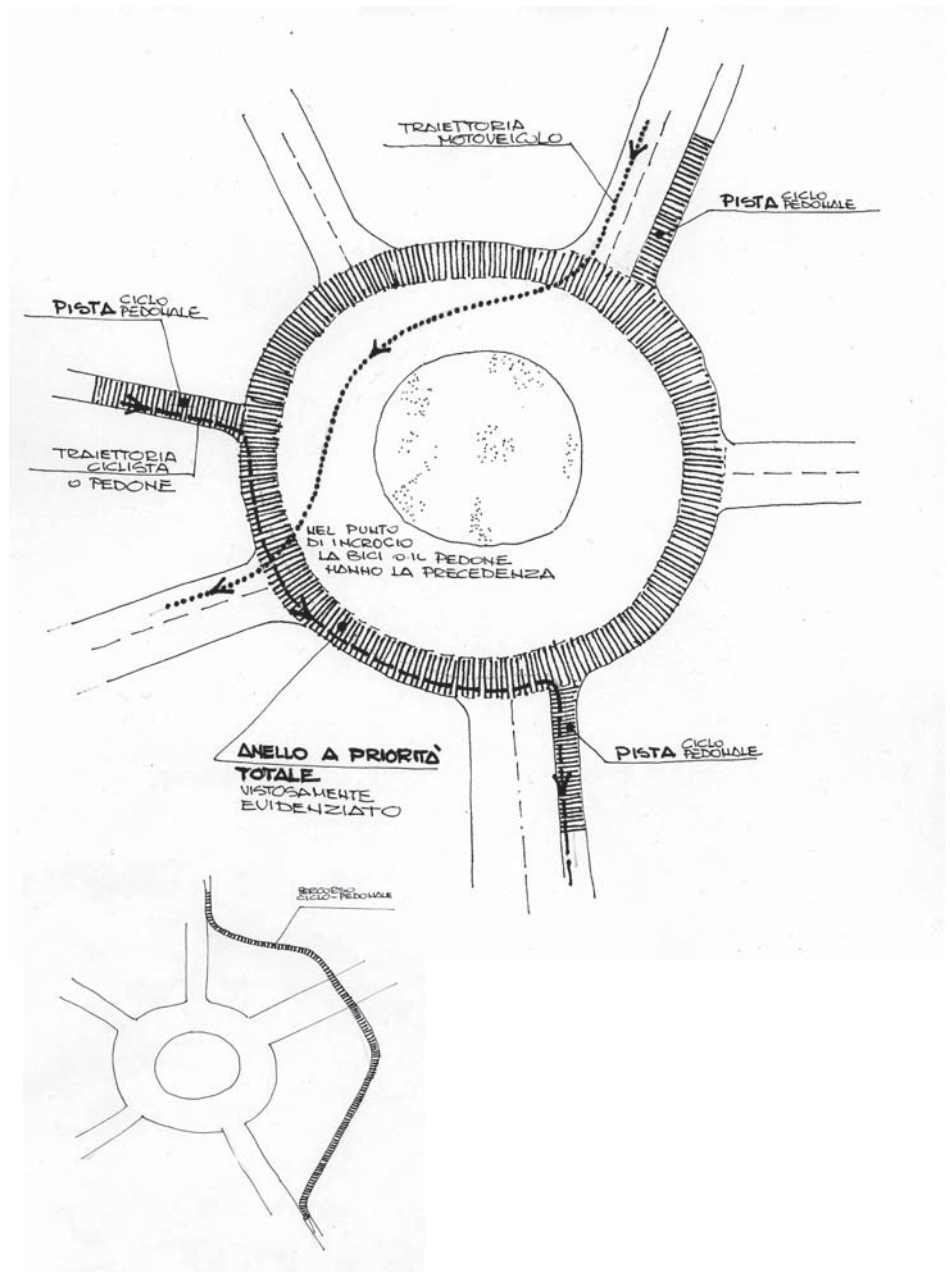 TRAIETTORIA
MOTOVEICOLO
PISTA CICLO
PEDONALE
PISTA CICLO
PEDONALE
TRAIETTORIA
CICLISTA
O PEDONE
NEL PUNTO
DI INCROCIO
LA BICI O IL PEDONE
HANNO LA PRECEDENZA
ANELLO A PRIORITÀ
TOTALE
VISTOSAMENTE
EVIDENZIATO
PISTA CICLO
PEDONALE
PERCORSO
CICLO-PEDONALE